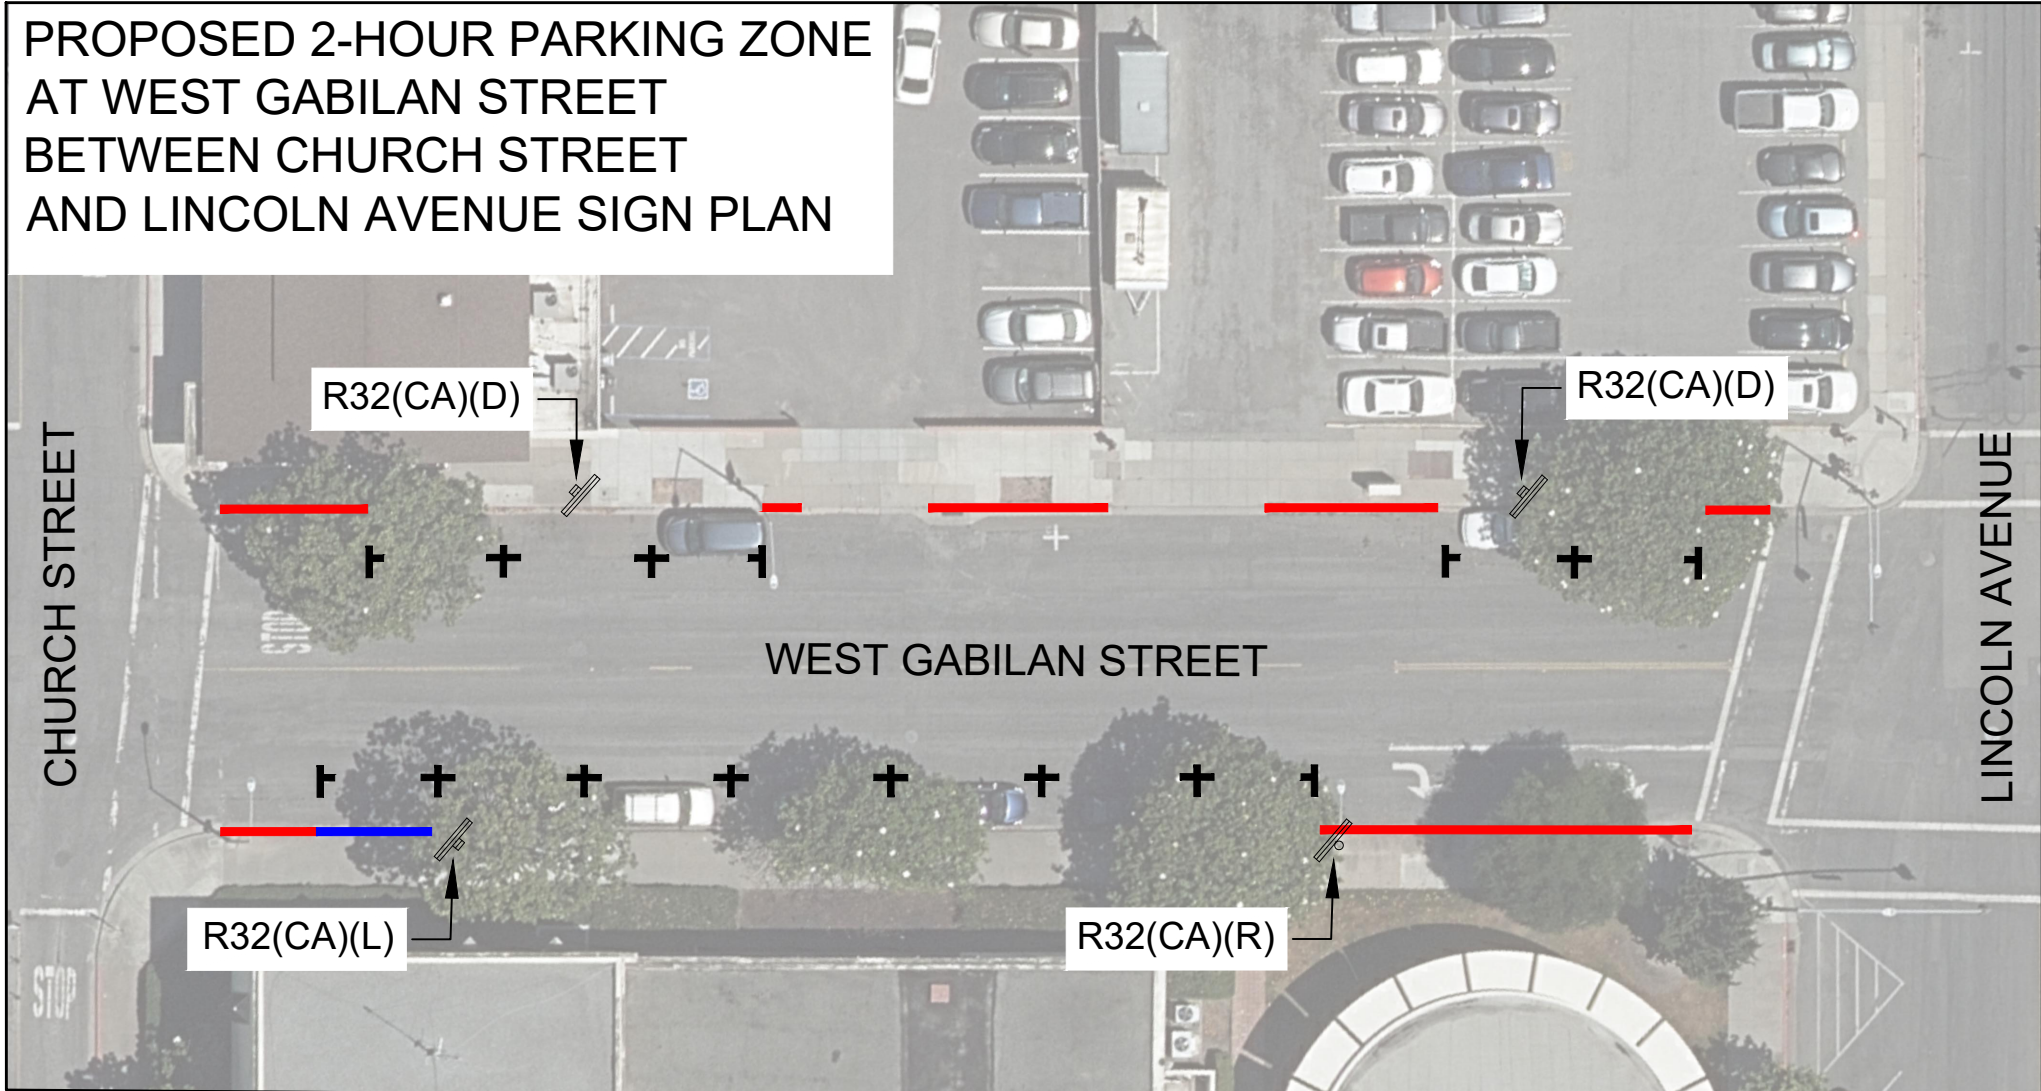 PROPOSED 2-HOUR PARKING ZONE
AT WEST GABILAN STREET
BETWEEN CHURCH STREET
AND LINCOLN AVENUE SIGN PLAN
R32(CA)(D)
R32(CA)(D)
CHURCH STREET
LINCOLN AVENUE
STOP
WEST GABILAN STREET
R32(CA)(L)
R32(CA)(R)
STOP